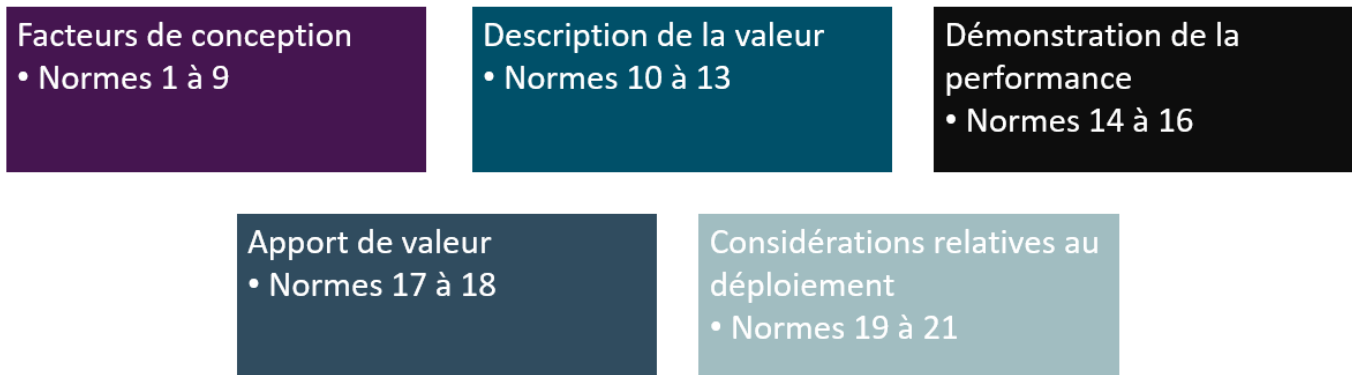 Facteurs de conception
• Normes 1 à 9
Description de la valeur
• Normes 10 à 13
Démonstration de la
performance
• Normes 14 à 16
Apport de valeur
• Normes 17 à 18
Considérations relatives au
déploiement
• Normes 19 à 21